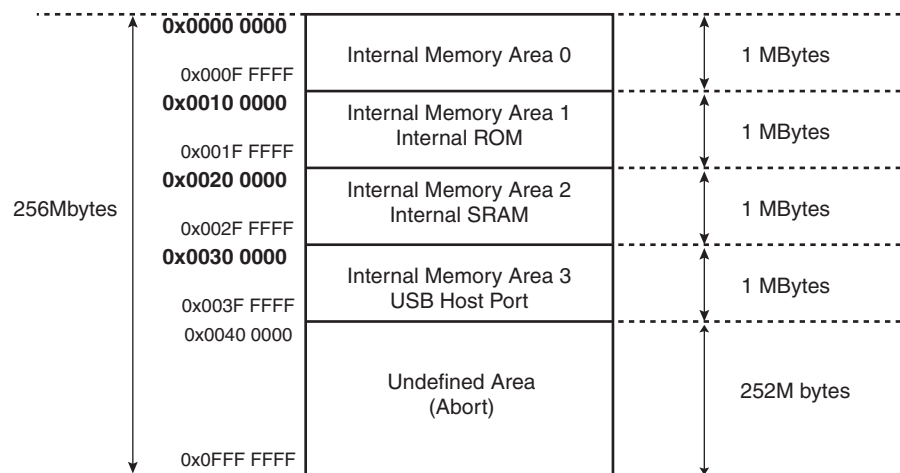 0x0000 0000
Internal Memory Area 0
1 MBytes
0x000F FFFF
0x0010 0000
Internal Memory Area 1
Internal ROM
1 MBytes
0x001F FFFF
0x0020 0000
256Mbytes
Internal Memory Area 2
Internal SRAM
1 MBytes
0x002F FFFF
0x0030 0000
Internal Memory Area 3
USB Host Port
1 MBytes
0x003F FFFF
0x0040 0000
Undefined Area
(Abort)
252M bytes
0x0FFF FFFF